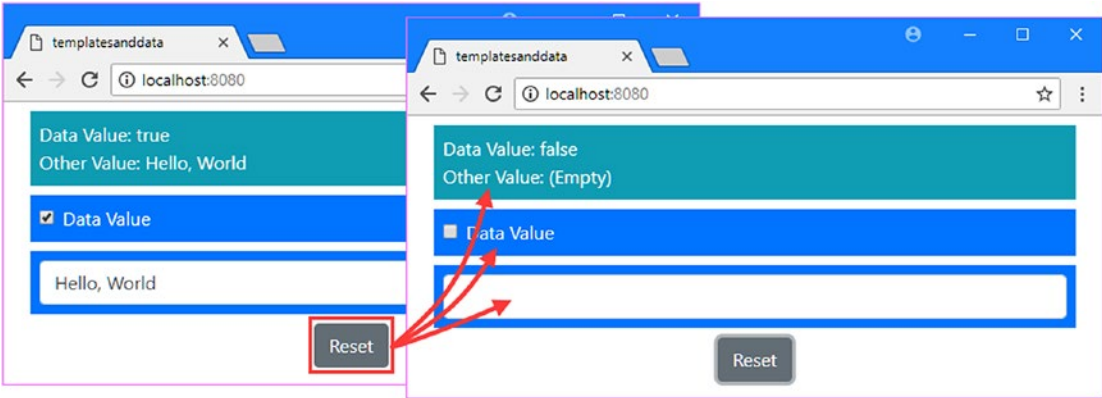 templatesanddata
localhost:8080
Data Value: true
Other Value: Hello, World
Data Value
Hello, World
Reset
templatesanddata
localhost:8080
Data Value: false
Other Value: (Empty)
Data Value
Reset